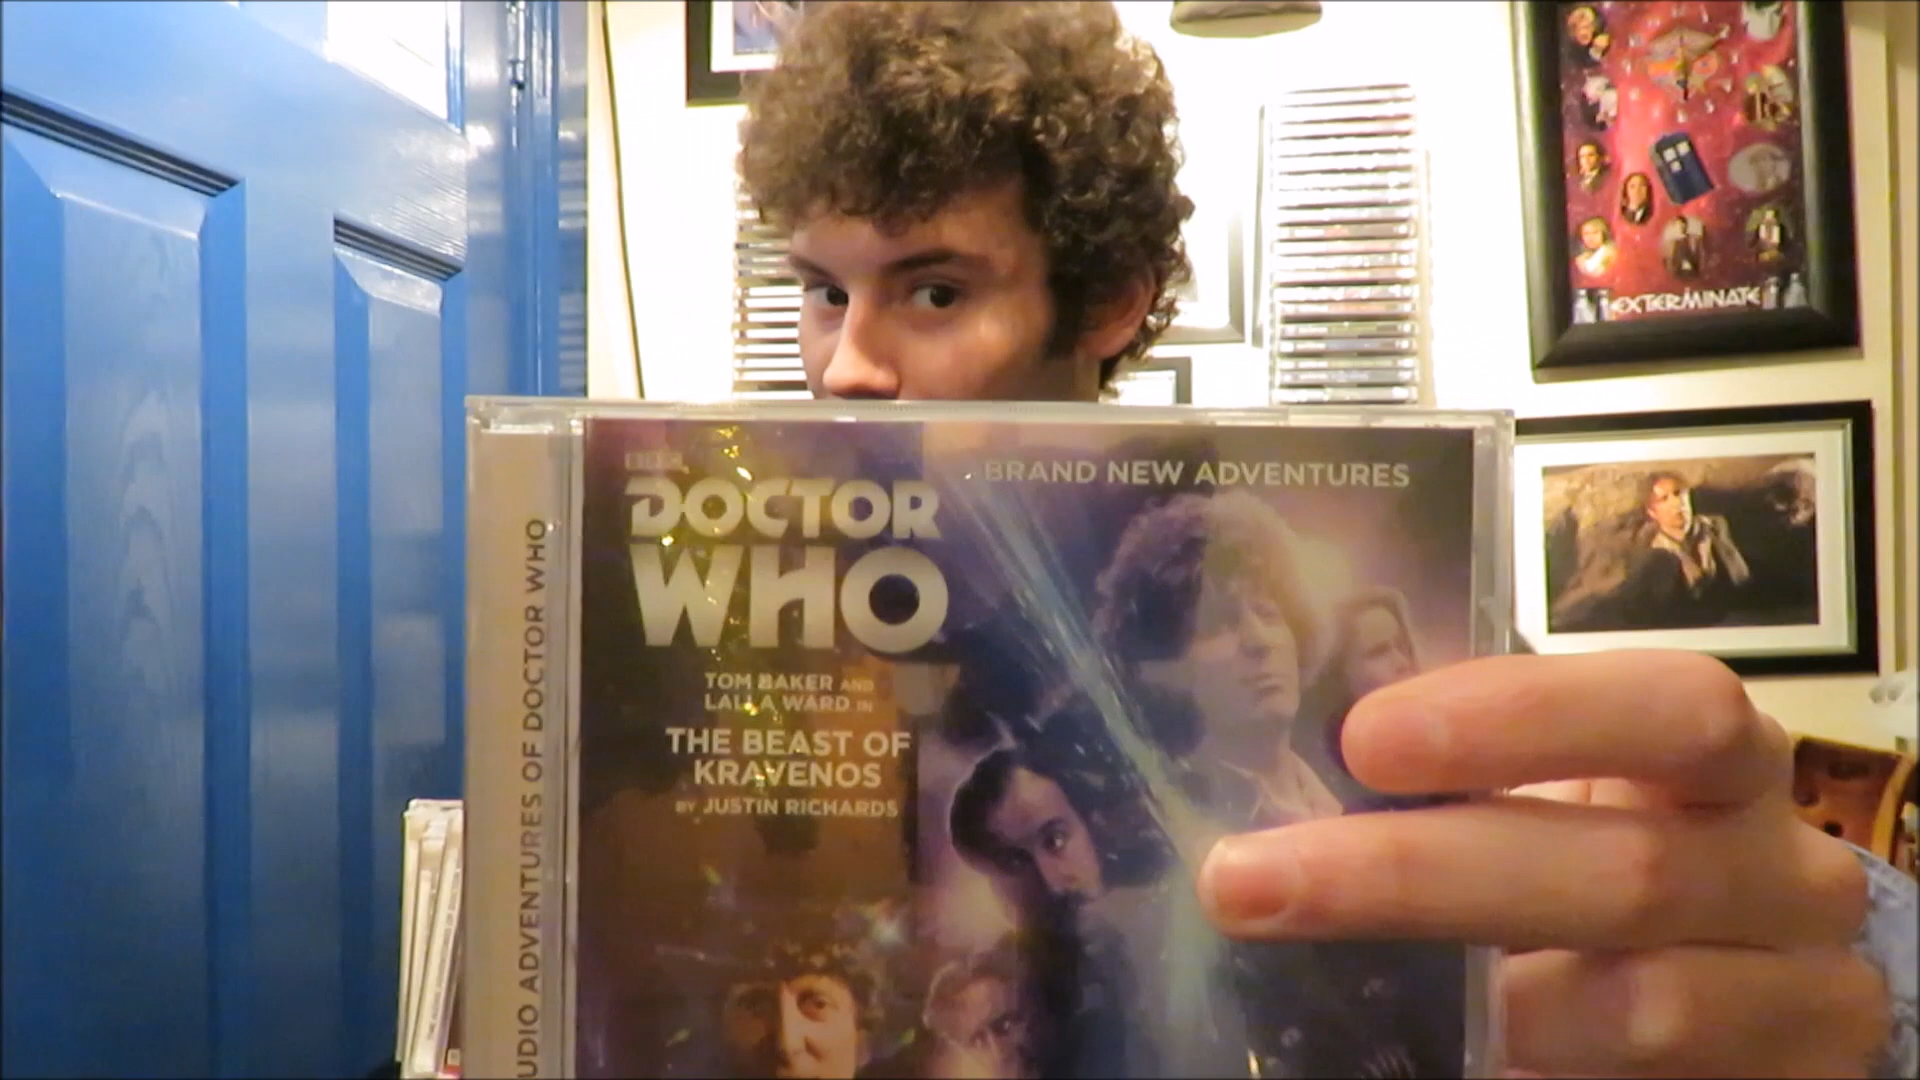 EXTERMINATE
BBC
DOCTOR
WHO
BRAND NEW ADVENTURES
TOM BAKER AND
LALLA WARD IN
THE BEAST OF
KRAVENOS
BY JUSTIN RICHARDS
UDIO ADVENTURES OF DOCTOR WHO